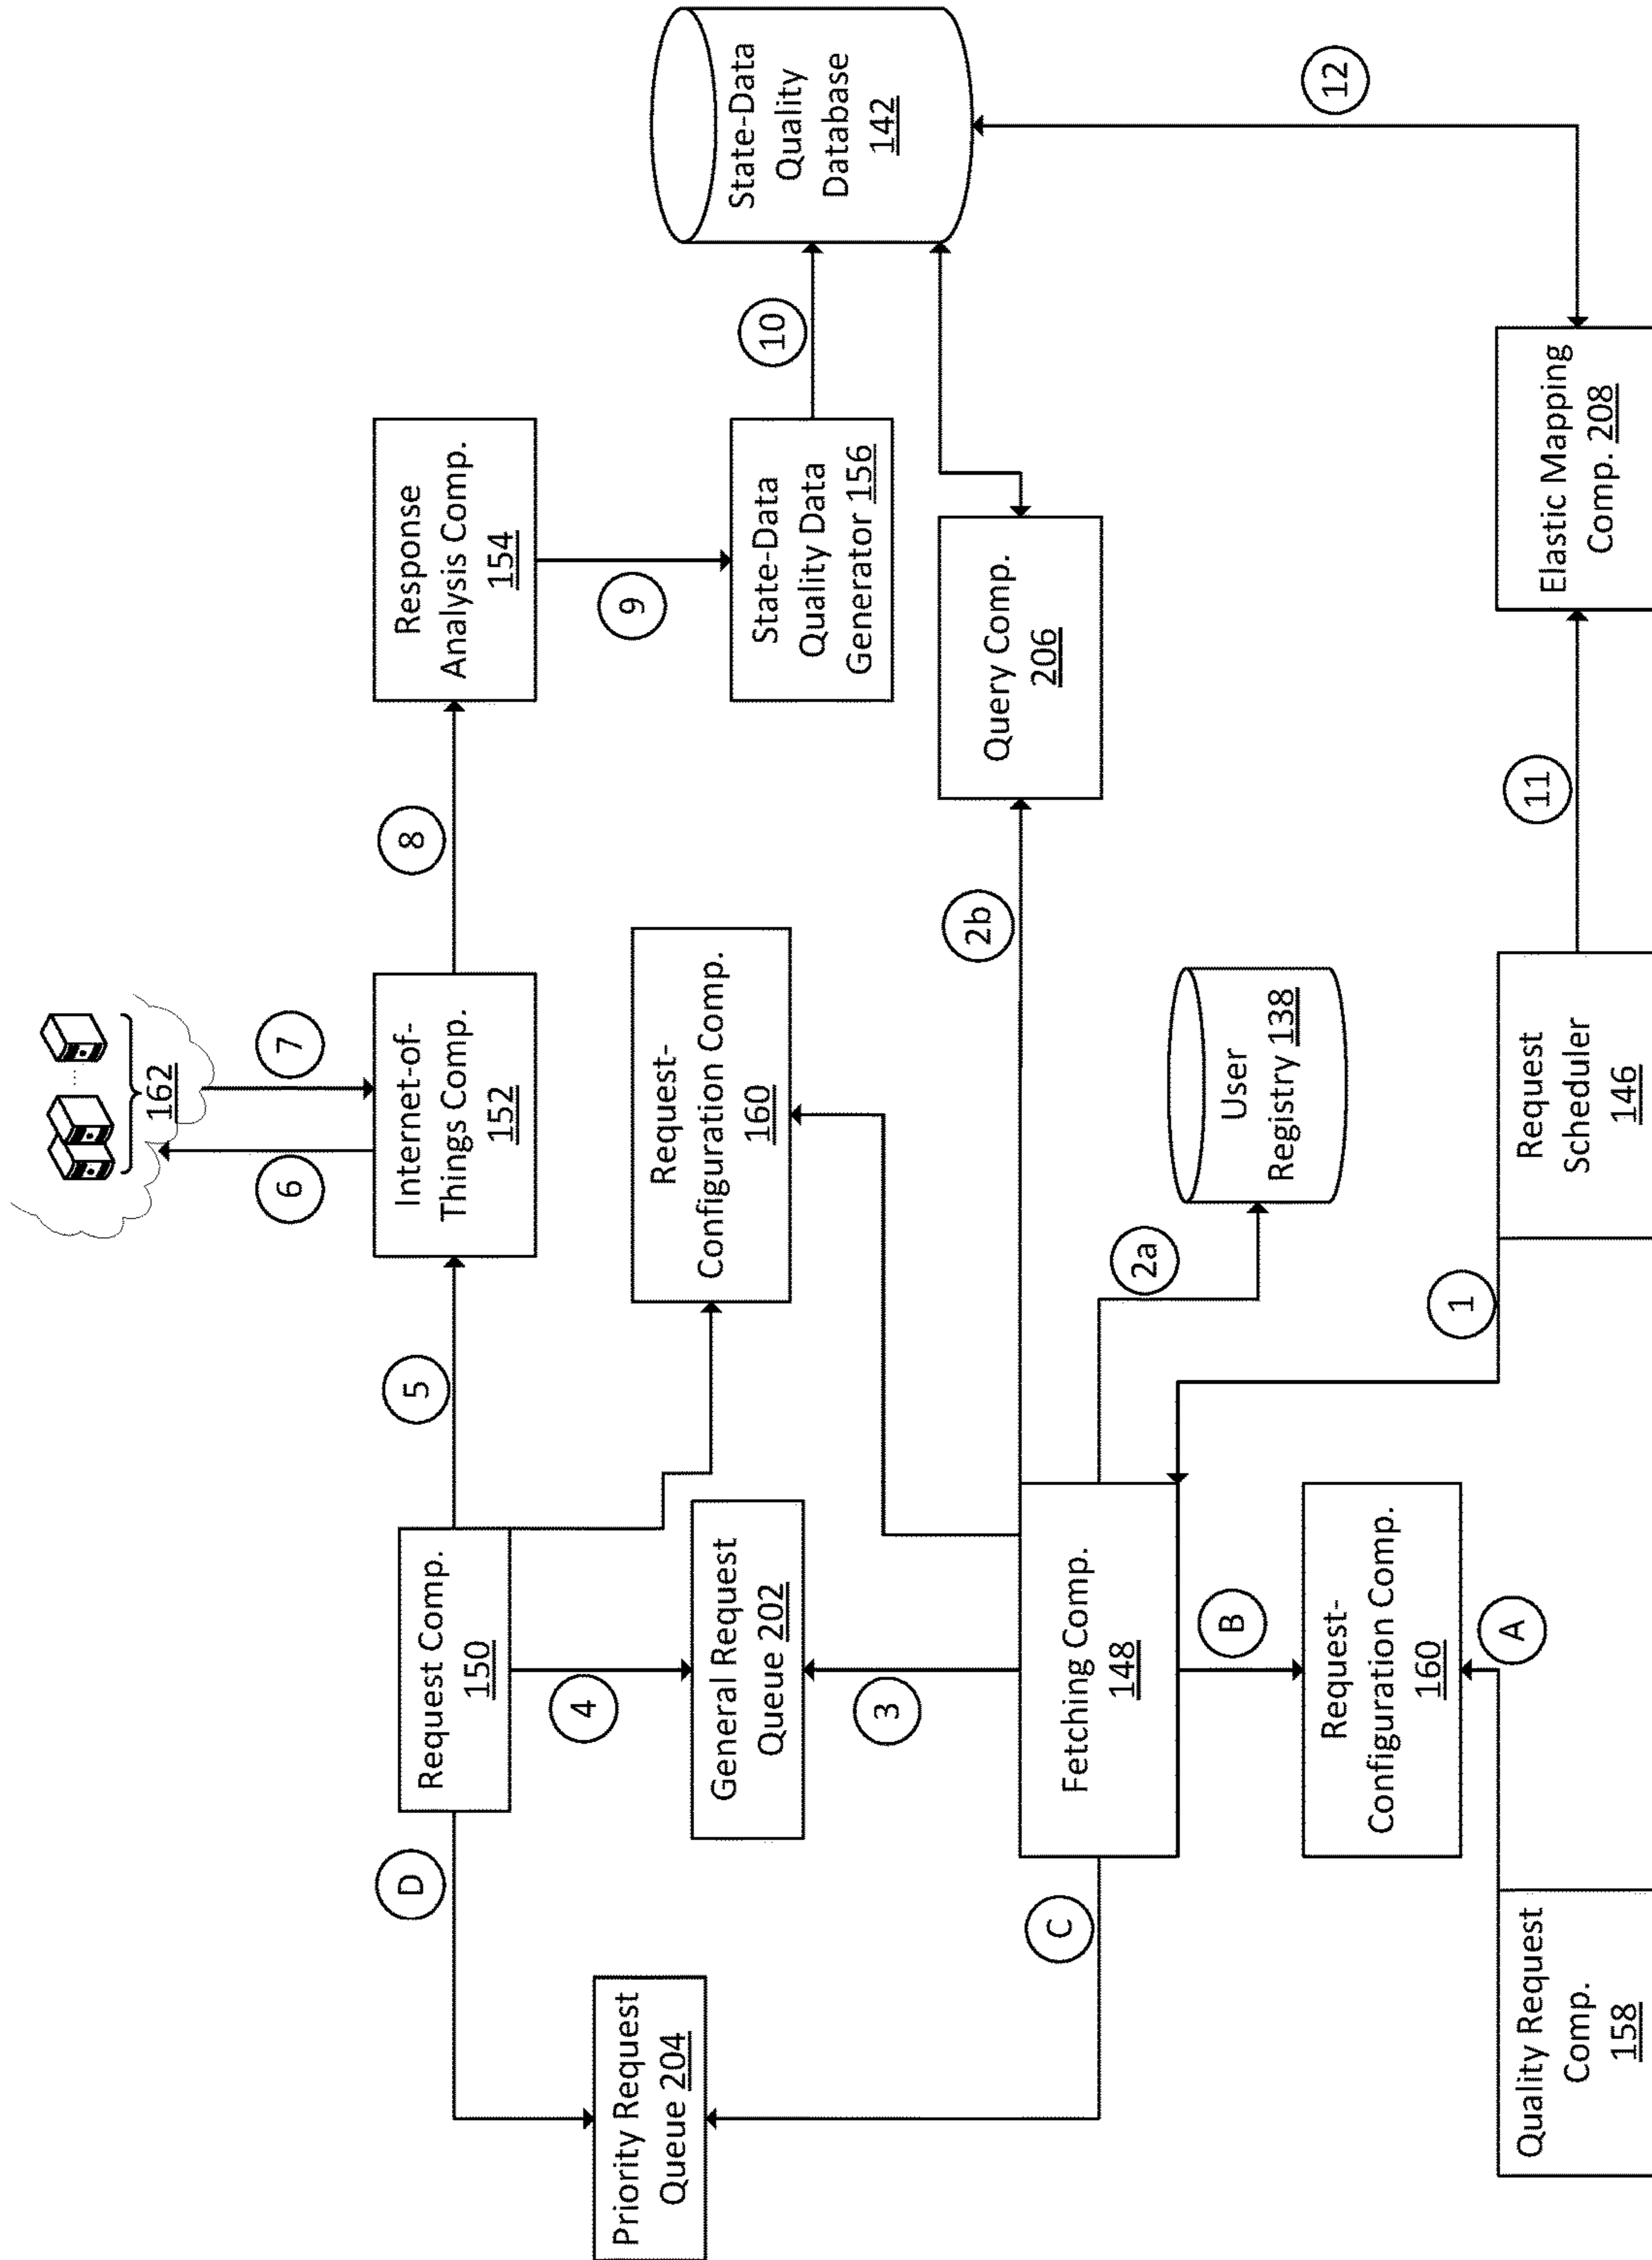 162
6
7
D
Request Comp.
150
5
Internet-of-
Things Comp.
152
8
Response
Analysis Comp.
154
4
9
Priority Request
Queue 204
General Request
Queue 202
Request-
Configuration Comp.
160
State-Data
Quality Data
Generator 156
10
State-Data
Quality
Database
142
3
2b
Query Comp.
206
C
Fetching Comp.
148
2a
User
Registry 138
B
12
Request-
Configuration Comp.
160
A
1
11
Quality Request
Comp.
158
Request
Scheduler
146
Elastic Mapping
Comp. 208